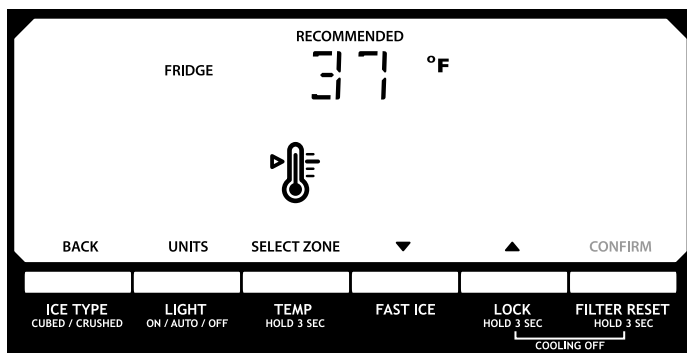 RECOMMENDED
FRIDGE 37 °F
BACK UNITS SELECT ZONE ▼ ▲ CONFIRM
ICE TYPE LIGHT TEMP FAST ICE LOCK FILTER RESET
CUBED / CRUSHED ON / AUTO / OFF HOLD 3 SEC HOLD 3 SEC HOLD 3 SEC
COOLING OFF